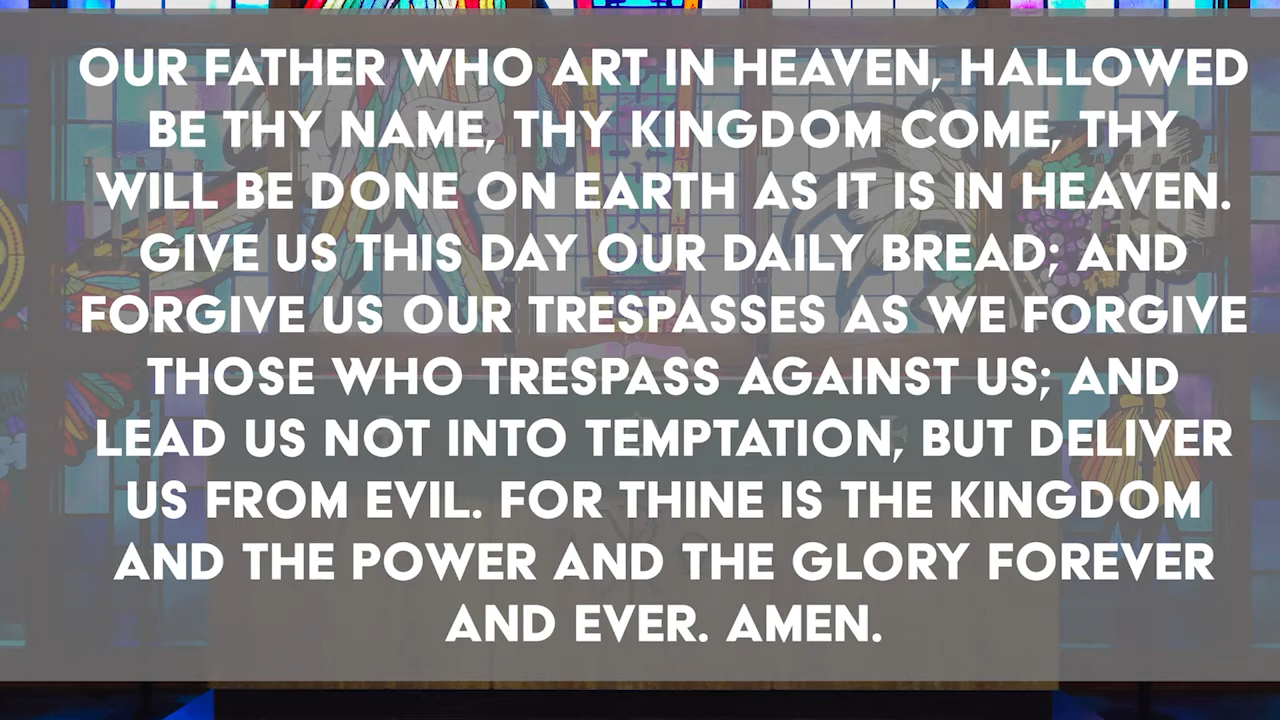 OUR FATHER WHO ART IN HEAVEN, HALLOWED
BE THY NAME, THY KINGDOM COME, THY
WILL BE DONE ON EARTH AS IT IS IN HEAVEN.
GIVE US THIS DAY OUR DAILY BREAD; AND
FORGIVE US OUR TRESPASSES AS WE FORGIVE
THOSE WHO TRESPASS AGAINST US; AND
LEAD US NOT INTO TEMPTATION, BUT DELIVER
US FROM EVIL. FOR THINE IS THE KINGDOM
AND THE POWER AND THE GLORY FOREVER
AND EVER. AMEN.